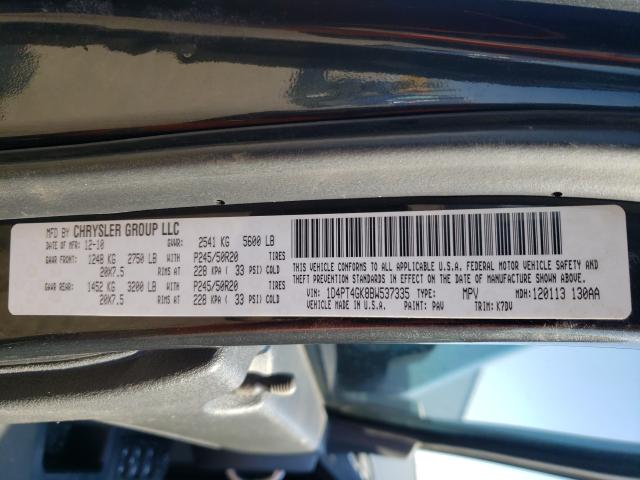 MFD BY CHRYSLER GROUP LLC
DATE OF MFR: 12-10 GVWR: 2541 KG 5600 LB
GAWR FRONT: 1248 KG 2750 LB WITH P245/50R20 TIRES
20X7.5 RIMS AT 228 KPA ( 33 PSI) COLD
GAWR REAR: 1452 KG 3200 LB WITH P245/50R20 TIRES
20X7.5 RIMS AT 228 KPA ( 33 PSI) COLD
THIS VEHICLE CONFORMS TO ALL APPLICABLE U.S.A. FEDERAL MOTOR VEHICLE SAFETY AND
THEFT PREVENTION STANDARDS IN EFFECT ON THE DATE OF MANUFACTURE SHOWN ABOVE.
VIN: 1D4PT4GK8BW537335 TYPE: MPV MDH: 120113 130AA
VEHICLE MADE IN U.S.A. PAINT: PAV TRIM: K7DV